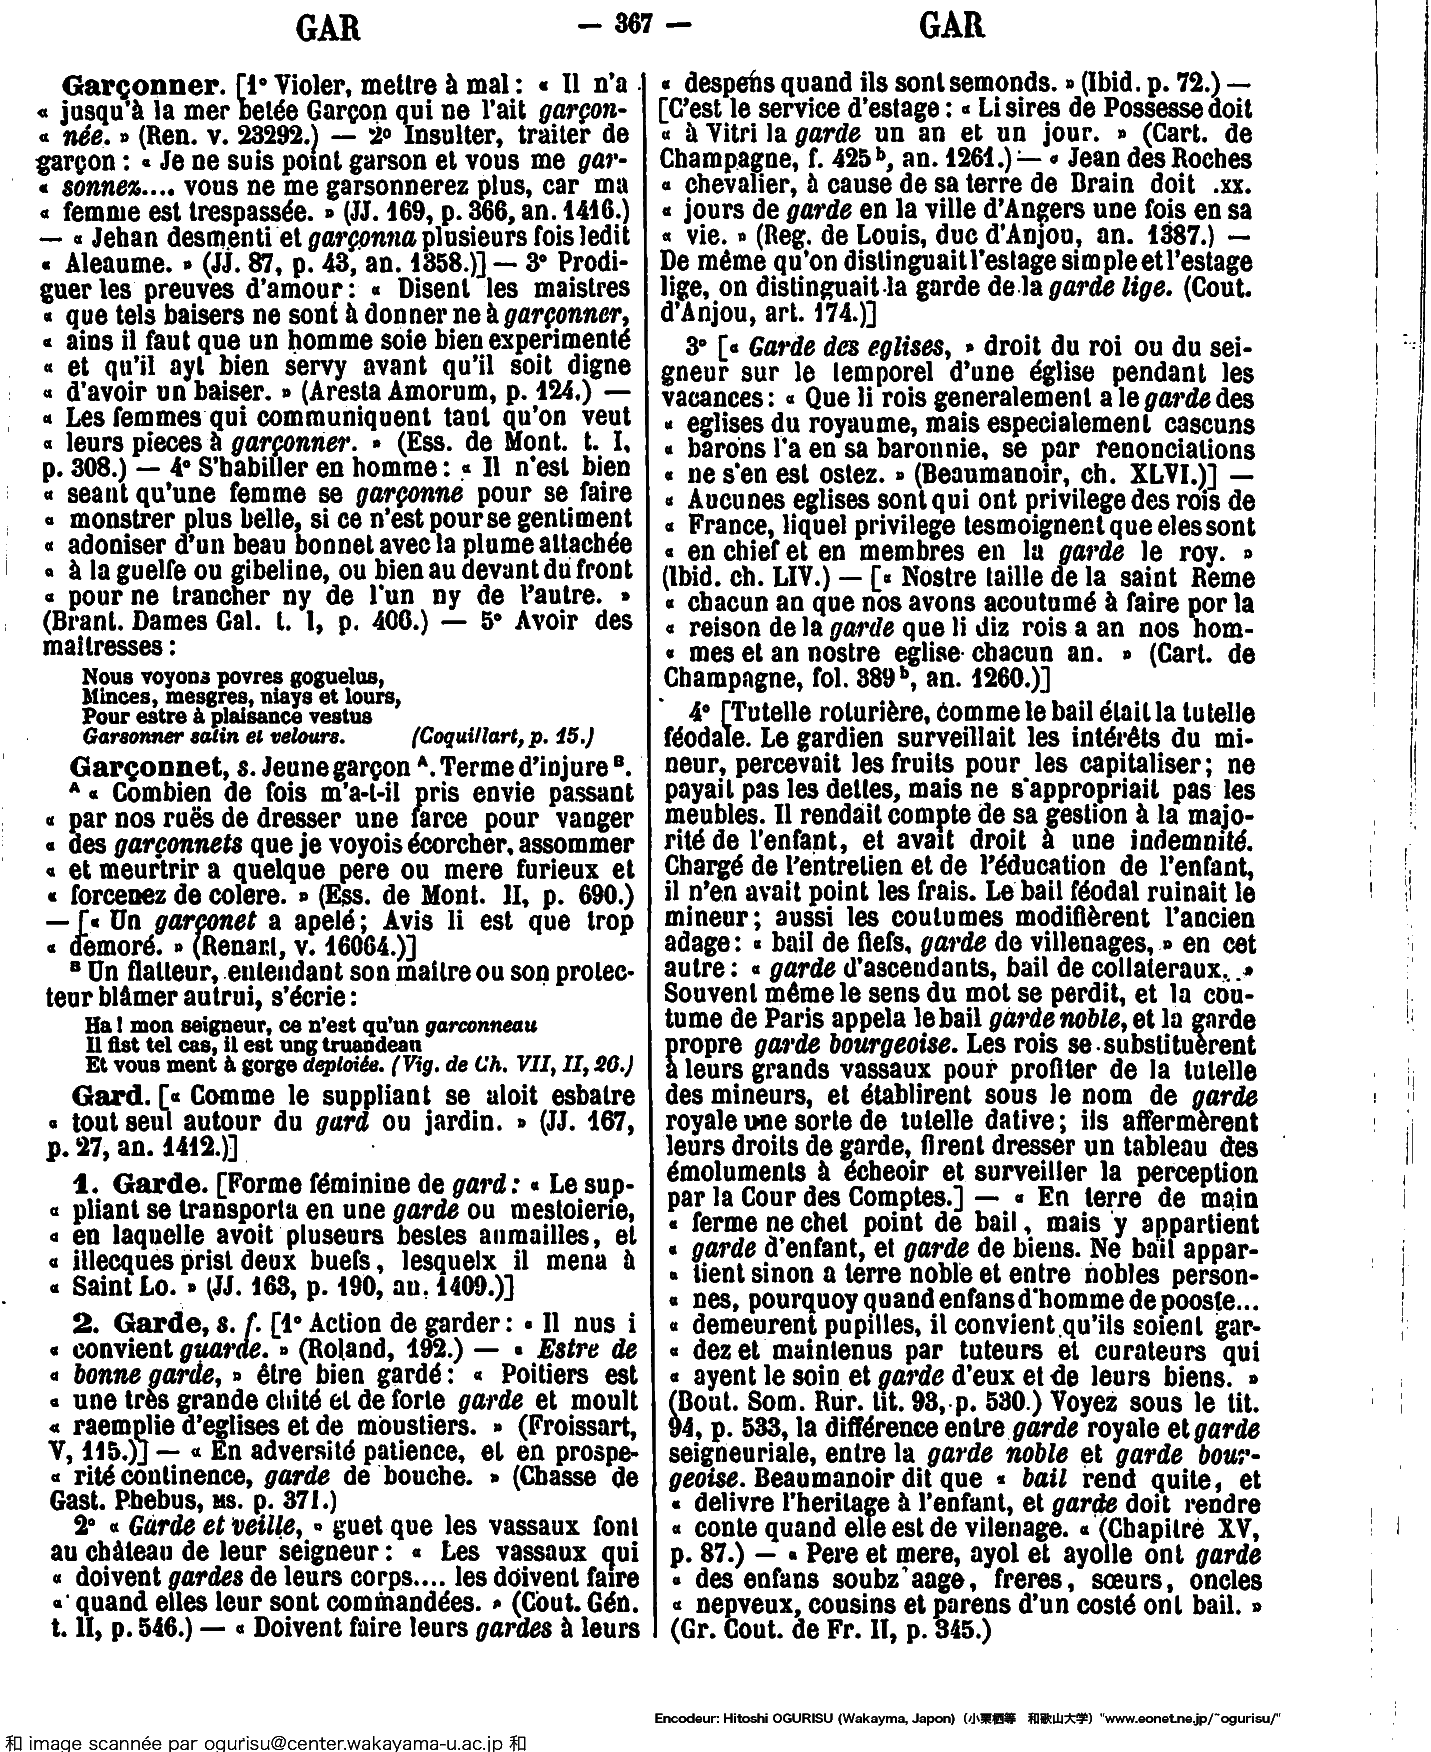 GAR — 367 — GAR
Garçonner. [1° Violer, mettre à mal : « Il n'a
« jusqu'à la mer betée Garçon qui ne l'ait garçon-
« née. » (Ren. v. 23292.) — 2° Insulter, traiter de
garçon : « Je ne suis point garson et vous me gar-
« sonnez.... vous ne me garsonnerez plus, car ma
« femme est trespassée. » (JJ. 169, p. 366, an. 1416.)
— « Jehan desmenti et garçonna plusieurs fois ledit
« Aleaume. » (JJ. 87, p. 43, an. 1358.)] — 3° Prodi-
guer les preuves d'amour : « Disent les maistres
« que tels baisers ne sont à donner ne à garçonner,
« ains il faut que un homme soie bien experimenté
« et qu'il ayt bien servy avant qu'il soit digne
« d'avoir un baiser. » (Aresta Amorum, p. 124.) —
« Les femmes qui communiquent tant qu'on veut
« leurs pieces à garçonner. » (Ess. de Mont. t. I,
p. 308.) — 4° S'habiller en homme : « Il n'est bien
« seant qu'une femme se garçonne pour se faire
« monstrer plus belle, si ce n'est pour se gentiment
« adoniser d'un beau bonnet avec la plume attachée
« à la guelfe ou gibeline, ou bien au devant du front
« pour ne trancher ny de l'un ny de l'autre. »
(Brant. Dames Gal. t. I, p. 406.) — 5° Avoir des
maitresses :
Nous voyons povres goguelus,
Minces, mesgres, niays et lours,
Pour estre à plaisance vestus
Garsonner satin et velours. (Coquillart, p. 15.)
Garçonnet, s. Jeune garçon A. Terme d'injure B.
A « Combien de fois m'a-t-il pris envie passant
« par nos ruës de dresser une farce pour vanger
« des garçonnets que je voyois écorcher, assommer
« et meurtrir a quelque pere ou mere furieux et
« forcenez de colere. » (Ess. de Mont. II, p. 690.)
— [« Un garçonet a apelé ; Avis li est que trop
« demoré. » (Renart, v. 16064.)]
B Un flatteur, entendant son maitre ou son protec-
teur blâmer autrui, s'écrie :
Ha ! mon seigneur, ce n'est qu'un garconneau
Il fist tel cas, il est ung truandeau
Et vous ment à gorge deploiée. (Vig. de Ch. VII, II, 26.)
Gard. [« Comme le suppliant se aloit esbatre
« tout seul autour du gard ou jardin. » (JJ. 167,
p. 27, an. 1412.)]
1. Garde. [Forme féminine de gard : « Le sup-
« pliant se transporta en une garde ou mestoierie,
« en laquelle avoit pluseurs bestes aumailles, et
« illecques prist deux buefs, lesquelx il mena à
« Saint Lo. » (JJ. 163, p. 190, an. 1409.)]
2. Garde, s. f. [1° Action de garder : « Il nus i
« convient guarde. » (Roland, 192.) — « Estre de
« bonne garde, » être bien gardé : « Poitiers est
« une très grande chité et de forte garde et moult
« raemplie d'eglises et de moustiers. » (Froissart,
V, 115.)] — « En adversité patience, et en prospe-
« rité continence, garde de bouche. » (Chasse de
Gast. Phebus, MS. p. 371.)
2° « Garde et veille, » guet que les vassaux font
au château de leur seigneur : « Les vassaux qui
« doivent gardes de leurs corps.... les doivent faire
« quand elles leur sont commandées. » (Cout. Gén.
t. II, p. 546.) — « Doivent faire leurs gardes à leurs
« despens quand ils sont semonds. » (Ibid. p. 72.) —
[C'est le service d'estage : « Li sires de Possesse doit
« à Vitri la garde un an et un jour. » (Cart. de
Champagne, f. 425 b, an. 1261.) — « Jean des Roches
« chevalier, à cause de sa terre de Brain doit .xx.
« jours de garde en la ville d'Angers une fois en sa
« vie. » (Reg. de Louis, duc d'Anjou, an. 1387.) —
De même qu'on distinguait l'estage simple et l'estage
lige, on distinguait la garde de la garde lige. (Cout.
d'Anjou, art. 174.)]
3° [« Garde des eglises, » droit du roi ou du sei-
gneur sur le temporel d'une église pendant les
vacances : « Que li rois generalement a le garde des
« eglises du royaume, mais especialement cascuns
« barons l'a en sa baronnie, se par renonciations
« ne s'en est ostez. » (Beaumanoir, ch. XLVI.)] —
« Aucunes eglises sont qui ont privilege des rois de
« France, liquel privilege tesmoignent que eles sont
« en chief et en membres en la garde le roy. »
(Ibid. ch. LIV.) — [« Nostre taille de la saint Reme
« chacun an que nos avons acoutumé à faire por la
« reison de la garde que li diz rois a an nos hom-
« mes et an nostre eglise chacun an. » (Cart. de
Champagne, fol. 389 b, an. 1260.)]
4° [Tutelle roturière, comme le bail était la tutelle
féodale. Le gardien surveillait les intérêts du mi-
neur, percevait les fruits pour les capitaliser ; ne
payait pas les dettes, mais ne s'appropriait pas les
meubles. Il rendait compte de sa gestion à la majo-
rité de l'enfant, et avait droit à une indemnité.
Chargé de l'entretien et de l'éducation de l'enfant,
il n'en avait point les frais. Le bail féodal ruinait le
mineur ; aussi les coutumes modifièrent l'ancien
adage : « bail de fiefs, garde de villenages, » en cet
autre : « garde d'ascendants, bail de collateraux. »
Souvent même le sens du mot se perdit, et la cou-
tume de Paris appela le bail garde noble, et la garde
propre garde bourgeoise. Les rois se substituèrent
à leurs grands vassaux pour profiter de la tutelle
des mineurs, et établirent sous le nom de garde
royale une sorte de tutelle dative ; ils affermèrent
leurs droits de garde, firent dresser un tableau des
émoluments à écheoir et surveiller la perception
par la Cour des Comptes.] — « En terre de main
« ferme ne chet point de bail, mais y appartient
« garde d'enfant, et garde de biens. Ne bail appar-
« tient sinon a terre noble et entre nobles person-
« nes, pourquoy quand enfans d'homme de pooste...
« demeurent pupilles, il convient qu'ils soient gar-
« dez et maintenus par tuteurs et curateurs qui
« ayent le soin et garde d'eux et de leurs biens. »
(Bout. Som. Rur. tit. 93, p. 530.) Voyez sous le tit.
94, p. 533, la différence entre garde royale et garde
seigneuriale, entre la garde noble et garde bour-
geoise. Beaumanoir dit que « bail rend quite, et
« delivre l'heritage à l'enfant, et garde doit rendre
« conte quand elle est de vilenage. « (Chapitre XV,
p. 87.) — « Pere et mere, ayol et ayolle ont garde
« des enfans soubz aage, freres, sœurs, oncles
« nepveux, cousins et parens d'un costé ont bail. »
(Gr. Cout. de Fr. II, p. 345.)
Encodeur: Hitoshi OGURISU (Wakayma, Japon) (小栗栖等 和歌山大学) "www.eonet.ne.jp/~ogurisu/"
和 image scannée par ogurisu@center.wakayama-u.ac.jp 和